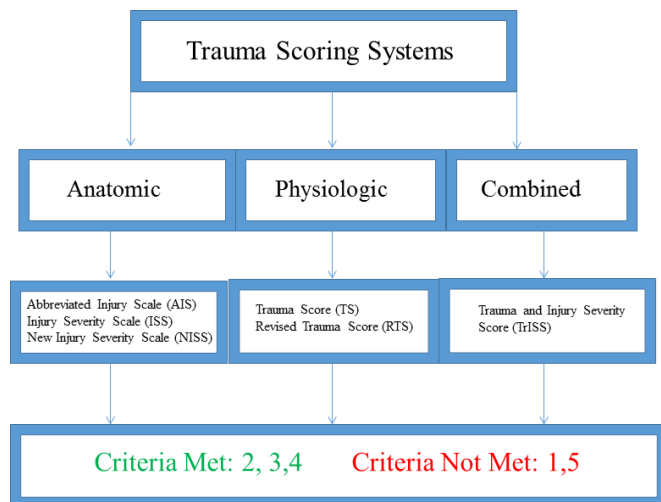 Trauma Scoring Systems
Anatomic
Physiologic
Combined
Abbreviated Injury Scale (AIS)
Injury Severity Scale (ISS)
New Injury Severity Scale (NISS)
Trauma Score (TS)
Revised Trauma Score (RTS)
Trauma and Injury Severity
Score (TrISS)
Criteria Met: 2, 3,4 Criteria Not Met: 1,5